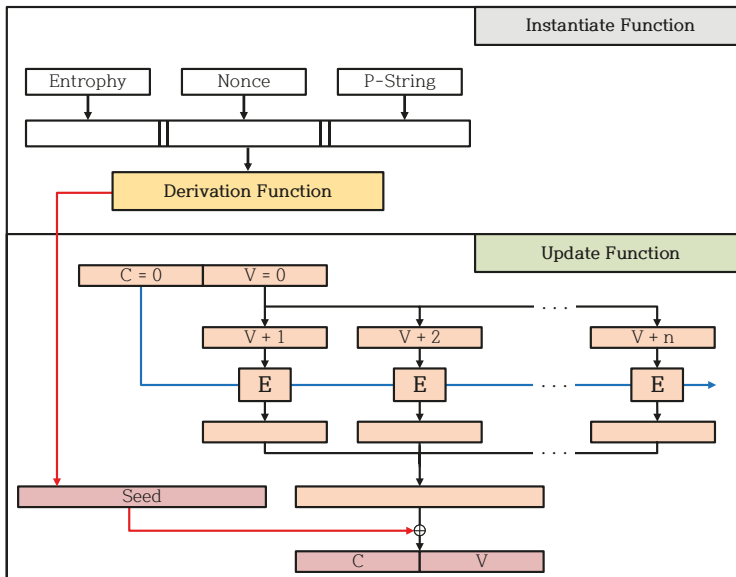 Instantiate Function
Entrophy
Nonce
P-String
Derivation Function
Update Function
C = 0
V = 0
. . .
V + 1
V + 2
V + n
E
E
. . .
E
. . .
Seed
C
V